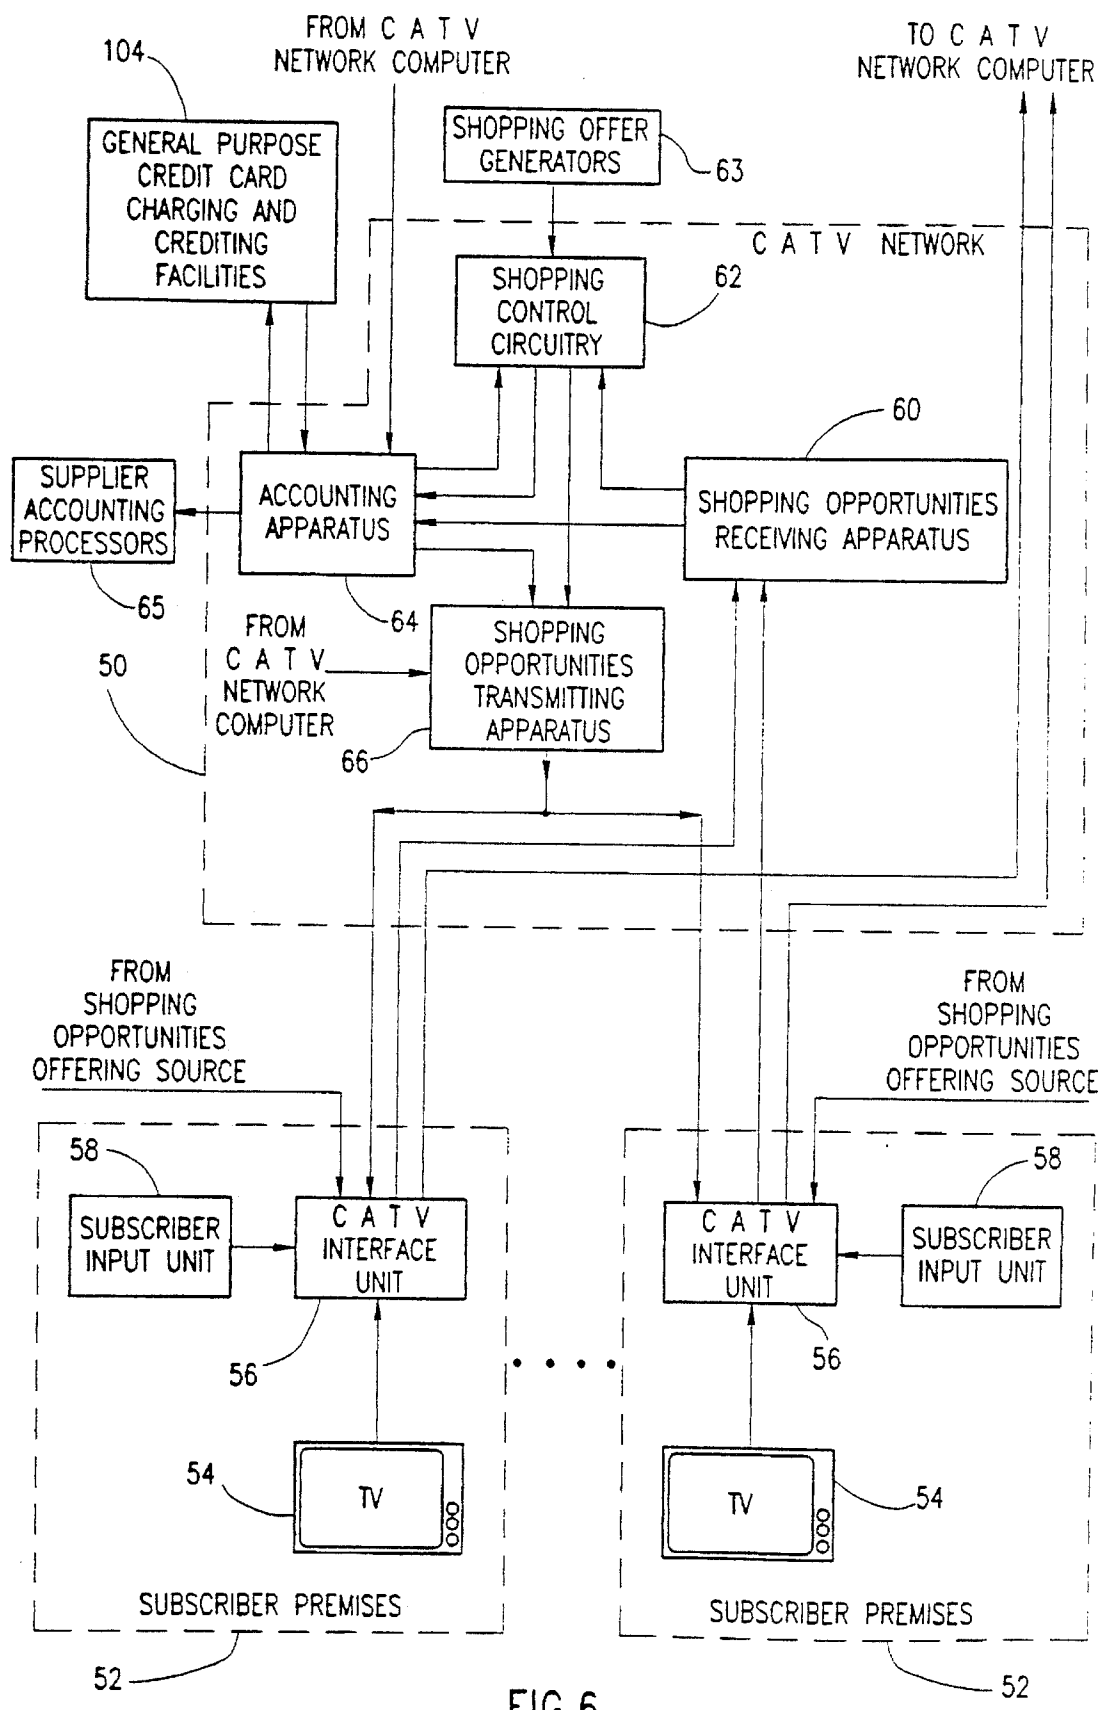 FROM C A T V
NETWORK COMPUTER
TO C A T V
NETWORK COMPUTER
104
GENERAL PURPOSE
CREDIT CARD
CHARGING AND
CREDITING
FACILITIES
SHOPPING OFFER
GENERATORS
63
C A T V NETWORK
SHOPPING
CONTROL
CIRCUITRY
62
60
SUPPLIER
ACCOUNTING
PROCESSORS
65
ACCOUNTING
APPARATUS
64
SHOPPING OPPORTUNITIES
RECEIVING APPARATUS
50
FROM
C A T V
NETWORK
COMPUTER
SHOPPING
OPPORTUNITIES
TRANSMITTING
APPARATUS
66
FROM
SHOPPING
OPPORTUNITIES
OFFERING SOURCE
FROM
SHOPPING
OPPORTUNITIES
OFFERING SOURCE
58
SUBSCRIBER
INPUT UNIT
C A T V
INTERFACE
UNIT
56
54
TV
SUBSCRIBER PREMISES
52
C A T V
INTERFACE
UNIT
56
58
SUBSCRIBER
INPUT UNIT
TV
54
SUBSCRIBER PREMISES
52
FIG.6